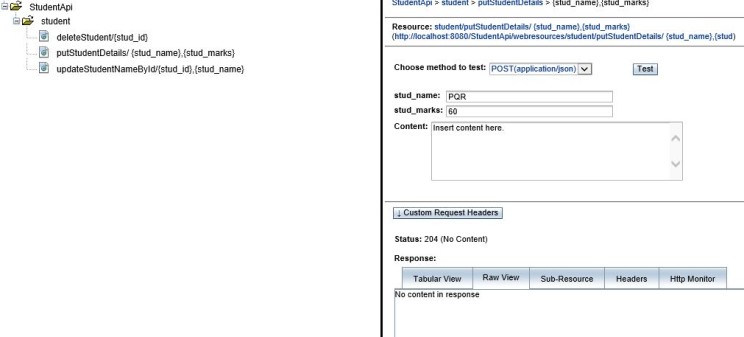 StudentApi
student
deleteStudent/{stud_id}
putStudentDetails/ {stud_name},{stud_marks}
updateStudentNameById/{stud_id},{stud_name}
StudentApi > student > putStudentDetails > {stud_name},{stud_marks}
Resource: student/putStudentDetails/ {stud_name},{stud_marks}
(http://localhost:8080/StudentApi/webresources/student/putStudentDetails/ {stud_name},{stud)
Choose method to test: POST(application/json) Test
stud_name: PQR
stud_marks: 60
Content: Insert content here.
↓ Custom Request Headers
Status: 204 (No Content)
Response:
Tabular View Raw View Sub-Resource Headers Http Monitor
No content in response